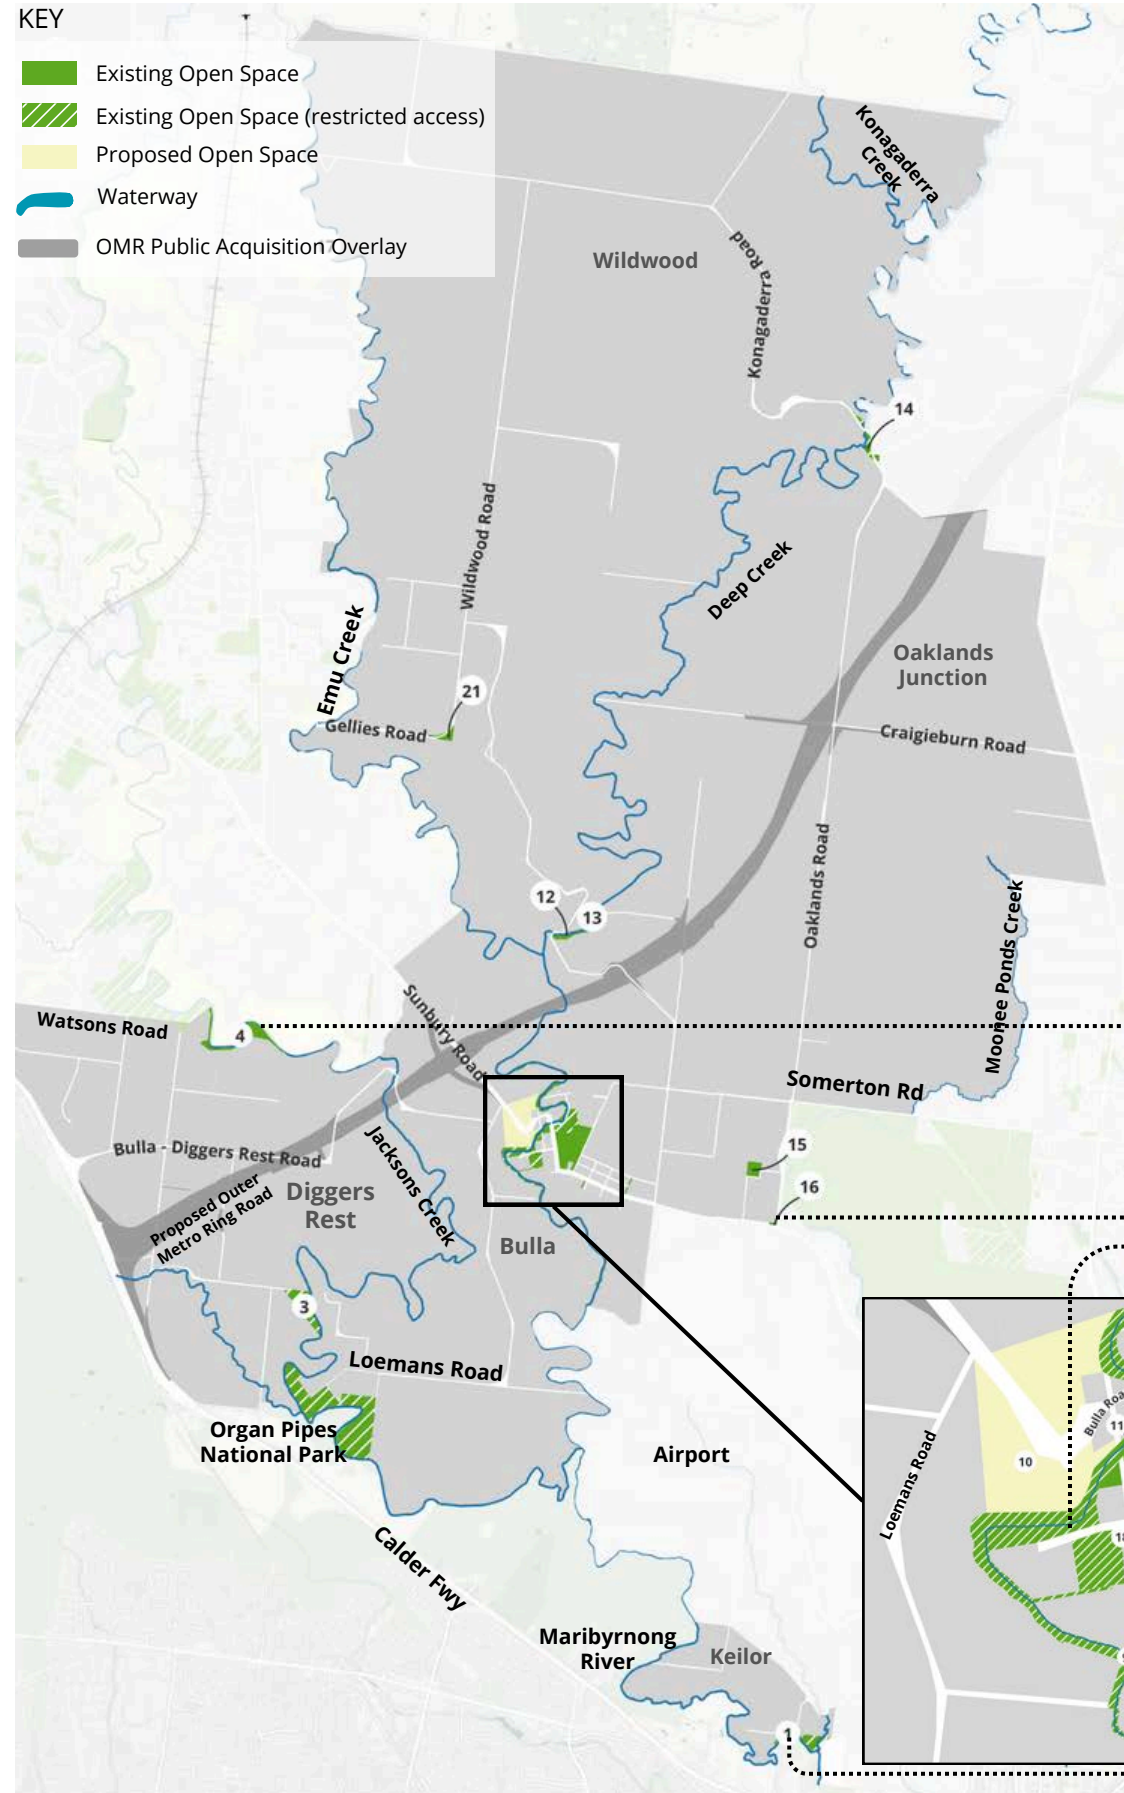 KEY
Existing Open Space
Existing Open Space (restricted access)
Proposed Open Space
Waterway
OMR Public Acquisition Overlay
Konagaderra
Creek
Wildwood
Konagaderra Road
14
Wildwood Road
Deep Creek
Emu Creek
Oaklands
Junction
21
Gellies Road
Craigieburn Road
Oaklands Road
12
13
Moonee Ponds Creek
Sunbury Road
Watsons Road
4
Somerton Rd
Jacksons Creek
Bulla - Diggers Rest Road
15
16
Proposed Outer
Metro Ring Road
Diggers
Rest
Bulla
3
Loemans Road
Organ Pipes
National Park
Airport
Calder Fwy
Maribyrnong
River
Keilor
1
Bulla Roa
11
10
Loemans Road
18